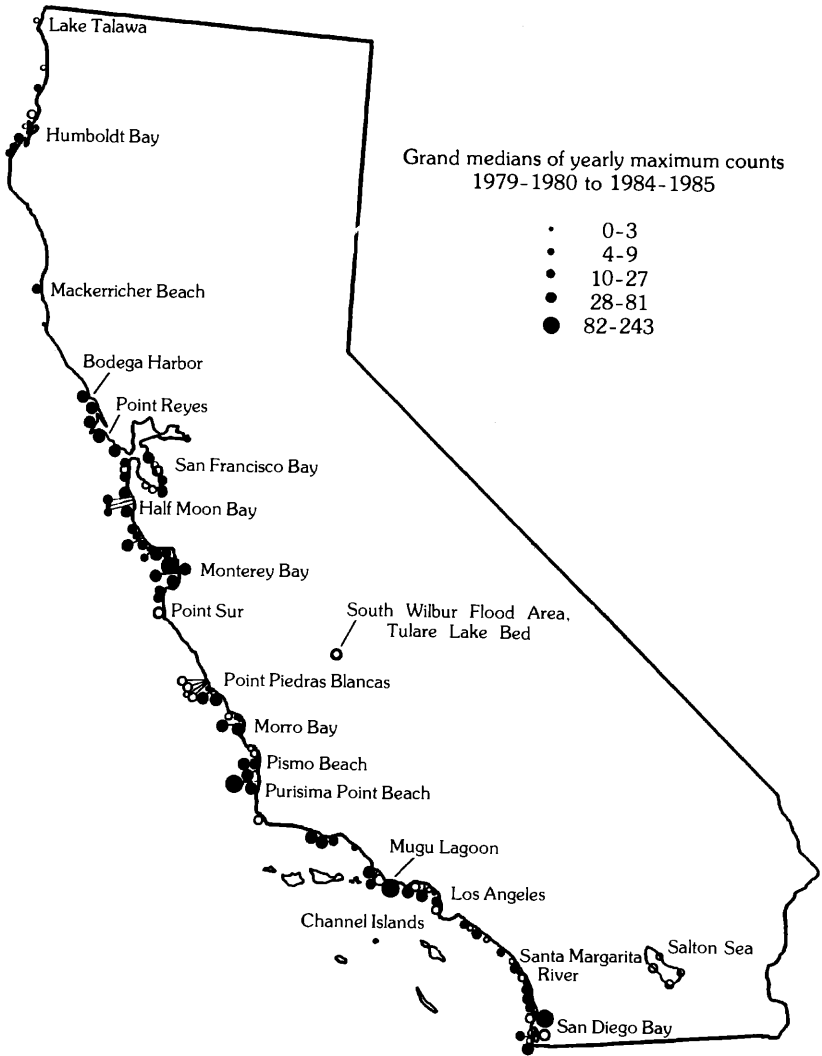 Lake Talawa
Humboldt Bay
Grand medians of yearly maximum counts
1979-1980 to 1984-1985
0-3
4-9
10-27
28-81
82-243
Mackerricher Beach
Bodega Harbor
Point Reyes
San Francisco Bay
Half Moon Bay
Monterey Bay
Point Sur
South Wilbur Flood Area,
Tulare Lake Bed
Point Piedras Blancas
Morro Bay
Pismo Beach
Purisima Point Beach
Mugu Lagoon
Los Angeles
Channel Islands
Santa Margarita
River
Salton Sea
San Diego Bay